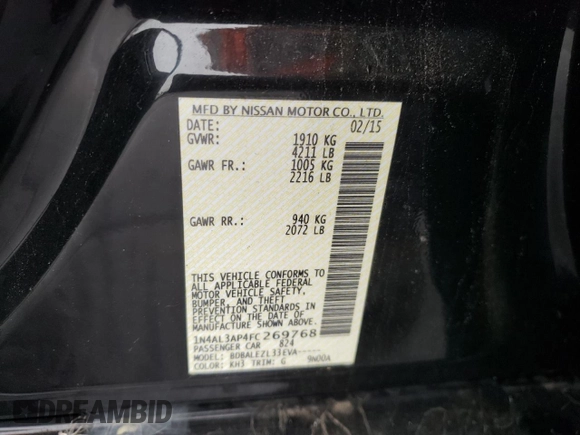 MFD BY NISSAN MOTOR CO., LTD.
DATE: 02/15
GVWR: 1910 KG
4211 LB
GAWR FR.: 1005 KG
2216 LB
GAWR RR.: 940 KG
2072 LB
THIS VEHICLE CONFORMS TO
ALL APPLICABLE FEDERAL
MOTOR VEHICLE SAFETY,
BUMPER, AND THEFT
PREVENTION STANDARDS IN
EFFECT ON THE DATE OF
MANUFACTURE SHOWN ABOVE.
1N4AL3AP4FC269768
PASSENGER CAR 824
MODEL: BDBALEZL33EVA-----
COLOR: KH3 TRIM: G 9N00A
DREAMBID